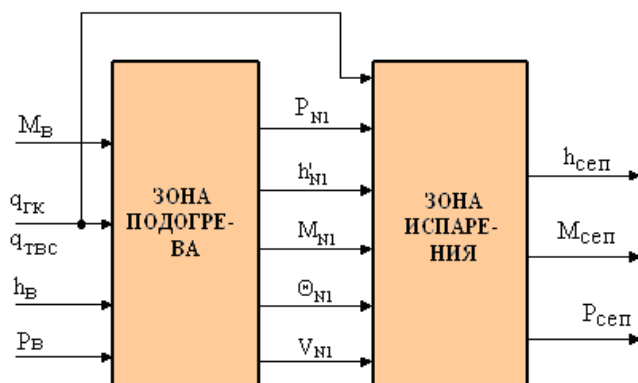 M_В
q_ГК
q_ТВС
h_В
P_В
ЗОНА
ПОДОГРЕ-
ВА
P_N1
h'_N1
M_N1
Θ_N1
V_N1
ЗОНА
ИСПАРЕ-
НИЯ
h_сеп
M_сеп
P_сеп